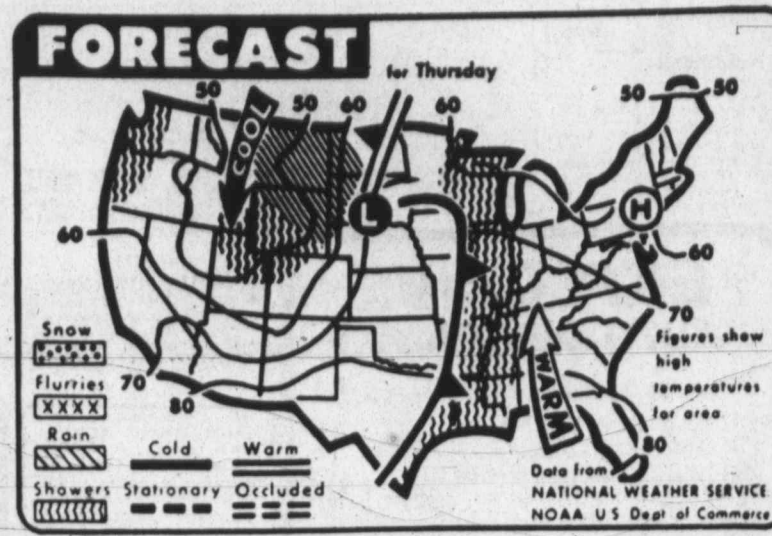 FORECAST
for Thursday
50 50 60 60 50 50
COOL
L
H
60
60
70
70
80
80
WARM
Figures show
high
temperatures
for area
Snow
Flurries
XXXX
Rain
Showers
Cold Warm
Stationary Occluded
Data from
NATIONAL WEATHER SERVICE
NOAA U S Dept of Commerce